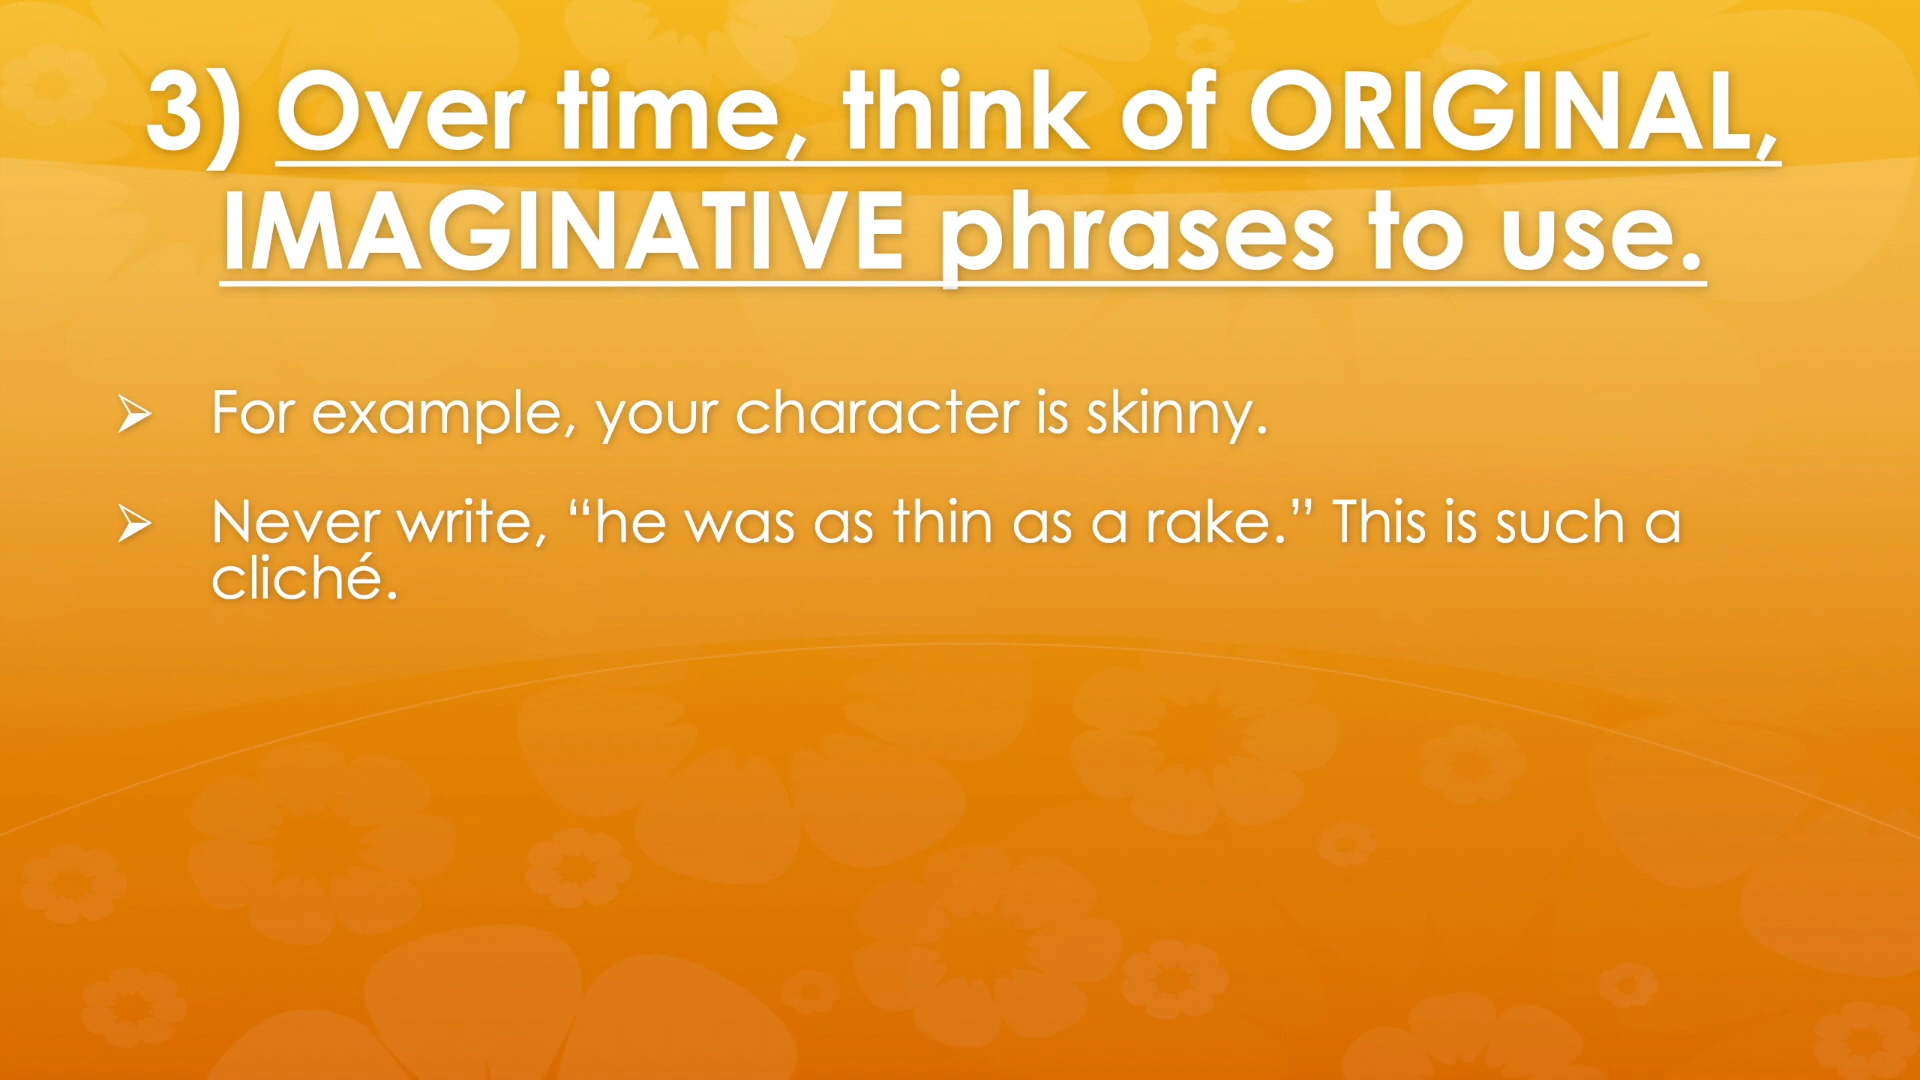 3) Over time, think of ORIGINAL,
IMAGINATIVE phrases to use.
➢ For example, your character is skinny.
➢ Never write, “he was as thin as a rake.” This is such a
cliché.